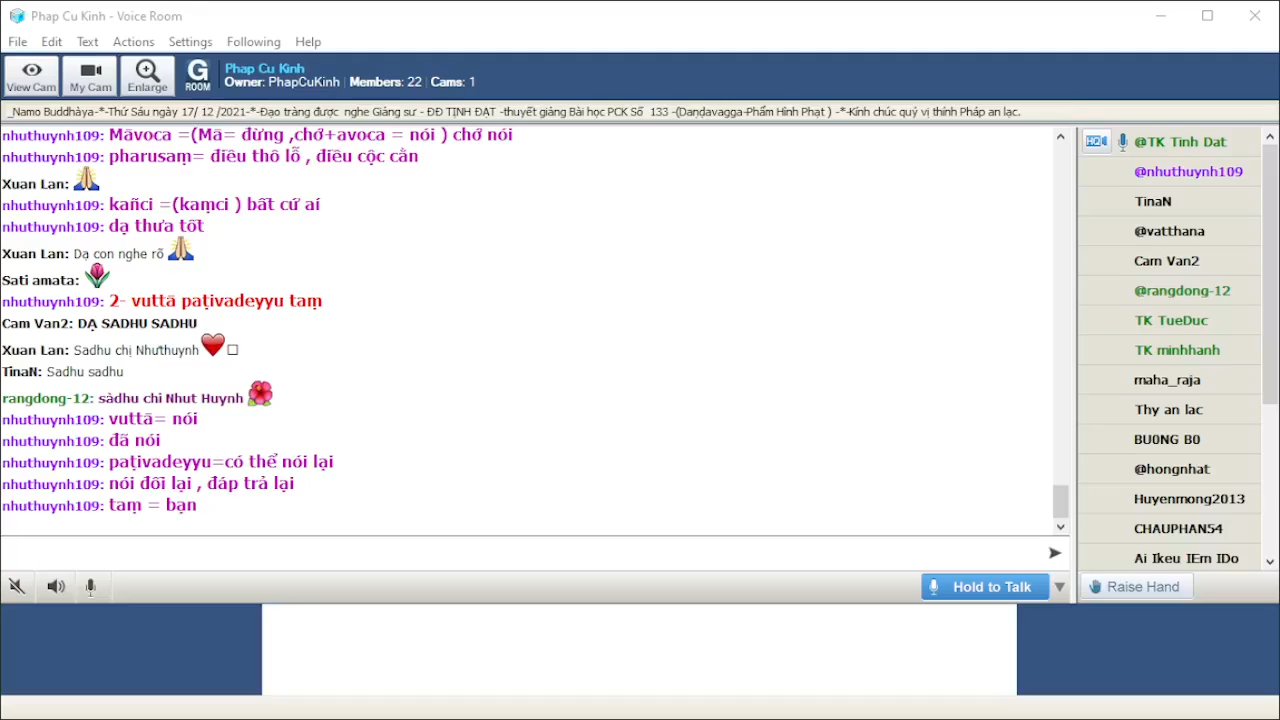 Phap Cu Kinh - Voice Room
File Edit Text Actions Settings Following Help
View Cam My Cam Enlarge G ROOM
Phap Cu Kinh
Owner: PhapCuKinh Members: 22 Cams: 1
_Namo Buddhàya-*-Thứ Sáu ngày 17/ 12 /2021-*-Đạo tràng được nghe Giảng sư - ĐĐ TỊNH ĐẠT -thuyết giảng Bài học PCK Số 133 -(Daṇḍavagga-Phẩm Hình Phạt ) -*-Kính chúc quý vị thính Pháp an lạc.
nhuthuynh109: Māvoca =(Mā= đừng ,chớ+avoca = nói ) chớ nói
nhuthuynh109: pharusaṃ= điều thô lỗ , điều cộc cằn
Xuan Lan:
nhuthuynh109: kañci =(kaṃci ) bất cứ aí
nhuthuynh109: dạ thưa tốt
Xuan Lan: Dạ con nghe rõ
Sati amata:
nhuthuynh109: 2- vuttā paṭivadeyyu taṃ
Cam Van2: DẠ SADHU SADHU
Xuan Lan: Sadhu chị Nhưthuynh
TinaN: Sadhu sadhu
rangdong-12: sàdhu chi Nhut Huynh
nhuthuynh109: vuttā= nói
nhuthuynh109: đã nói
nhuthuynh109: paṭivadeyyu=có thể nói lại
nhuthuynh109: nói đối lại , đáp trả lại
nhuthuynh109: taṃ = bạn
Hold to Talk
HD
@TK Tinh Dat
@nhuthuynh109
TinaN
@vatthana
Cam Van2
@rangdong-12
TK TueDuc
TK minhhanh
maha_raja
Thy an lac
BU0NG B0
@hongnhat
Huyenmong2013
CHAUPHAN54
Ai Ikeu IEm IDo
Raise Hand